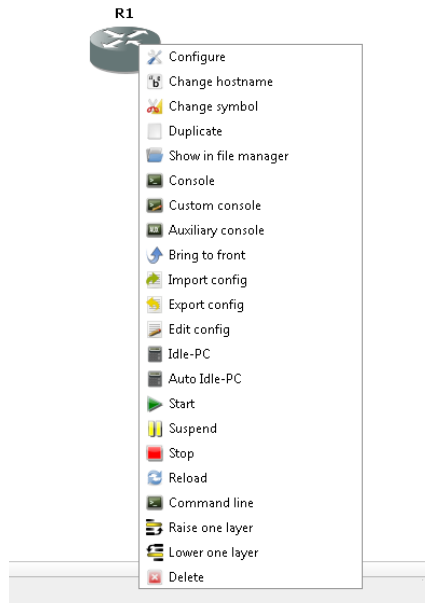 R1
Configure
Change hostname
Change symbol
Duplicate
Show in file manager
Console
Custom console
Auxiliary console
Bring to front
Import config
Export config
Edit config
Idle-PC
Auto Idle-PC
Start
Suspend
Stop
Reload
Command line
Raise one layer
Lower one layer
Delete